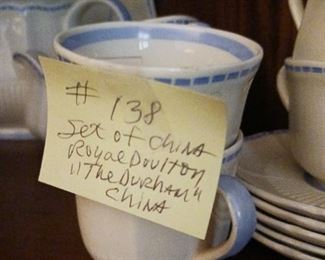 # 138
Set of China
Royal Doulton
"The Durham"
China